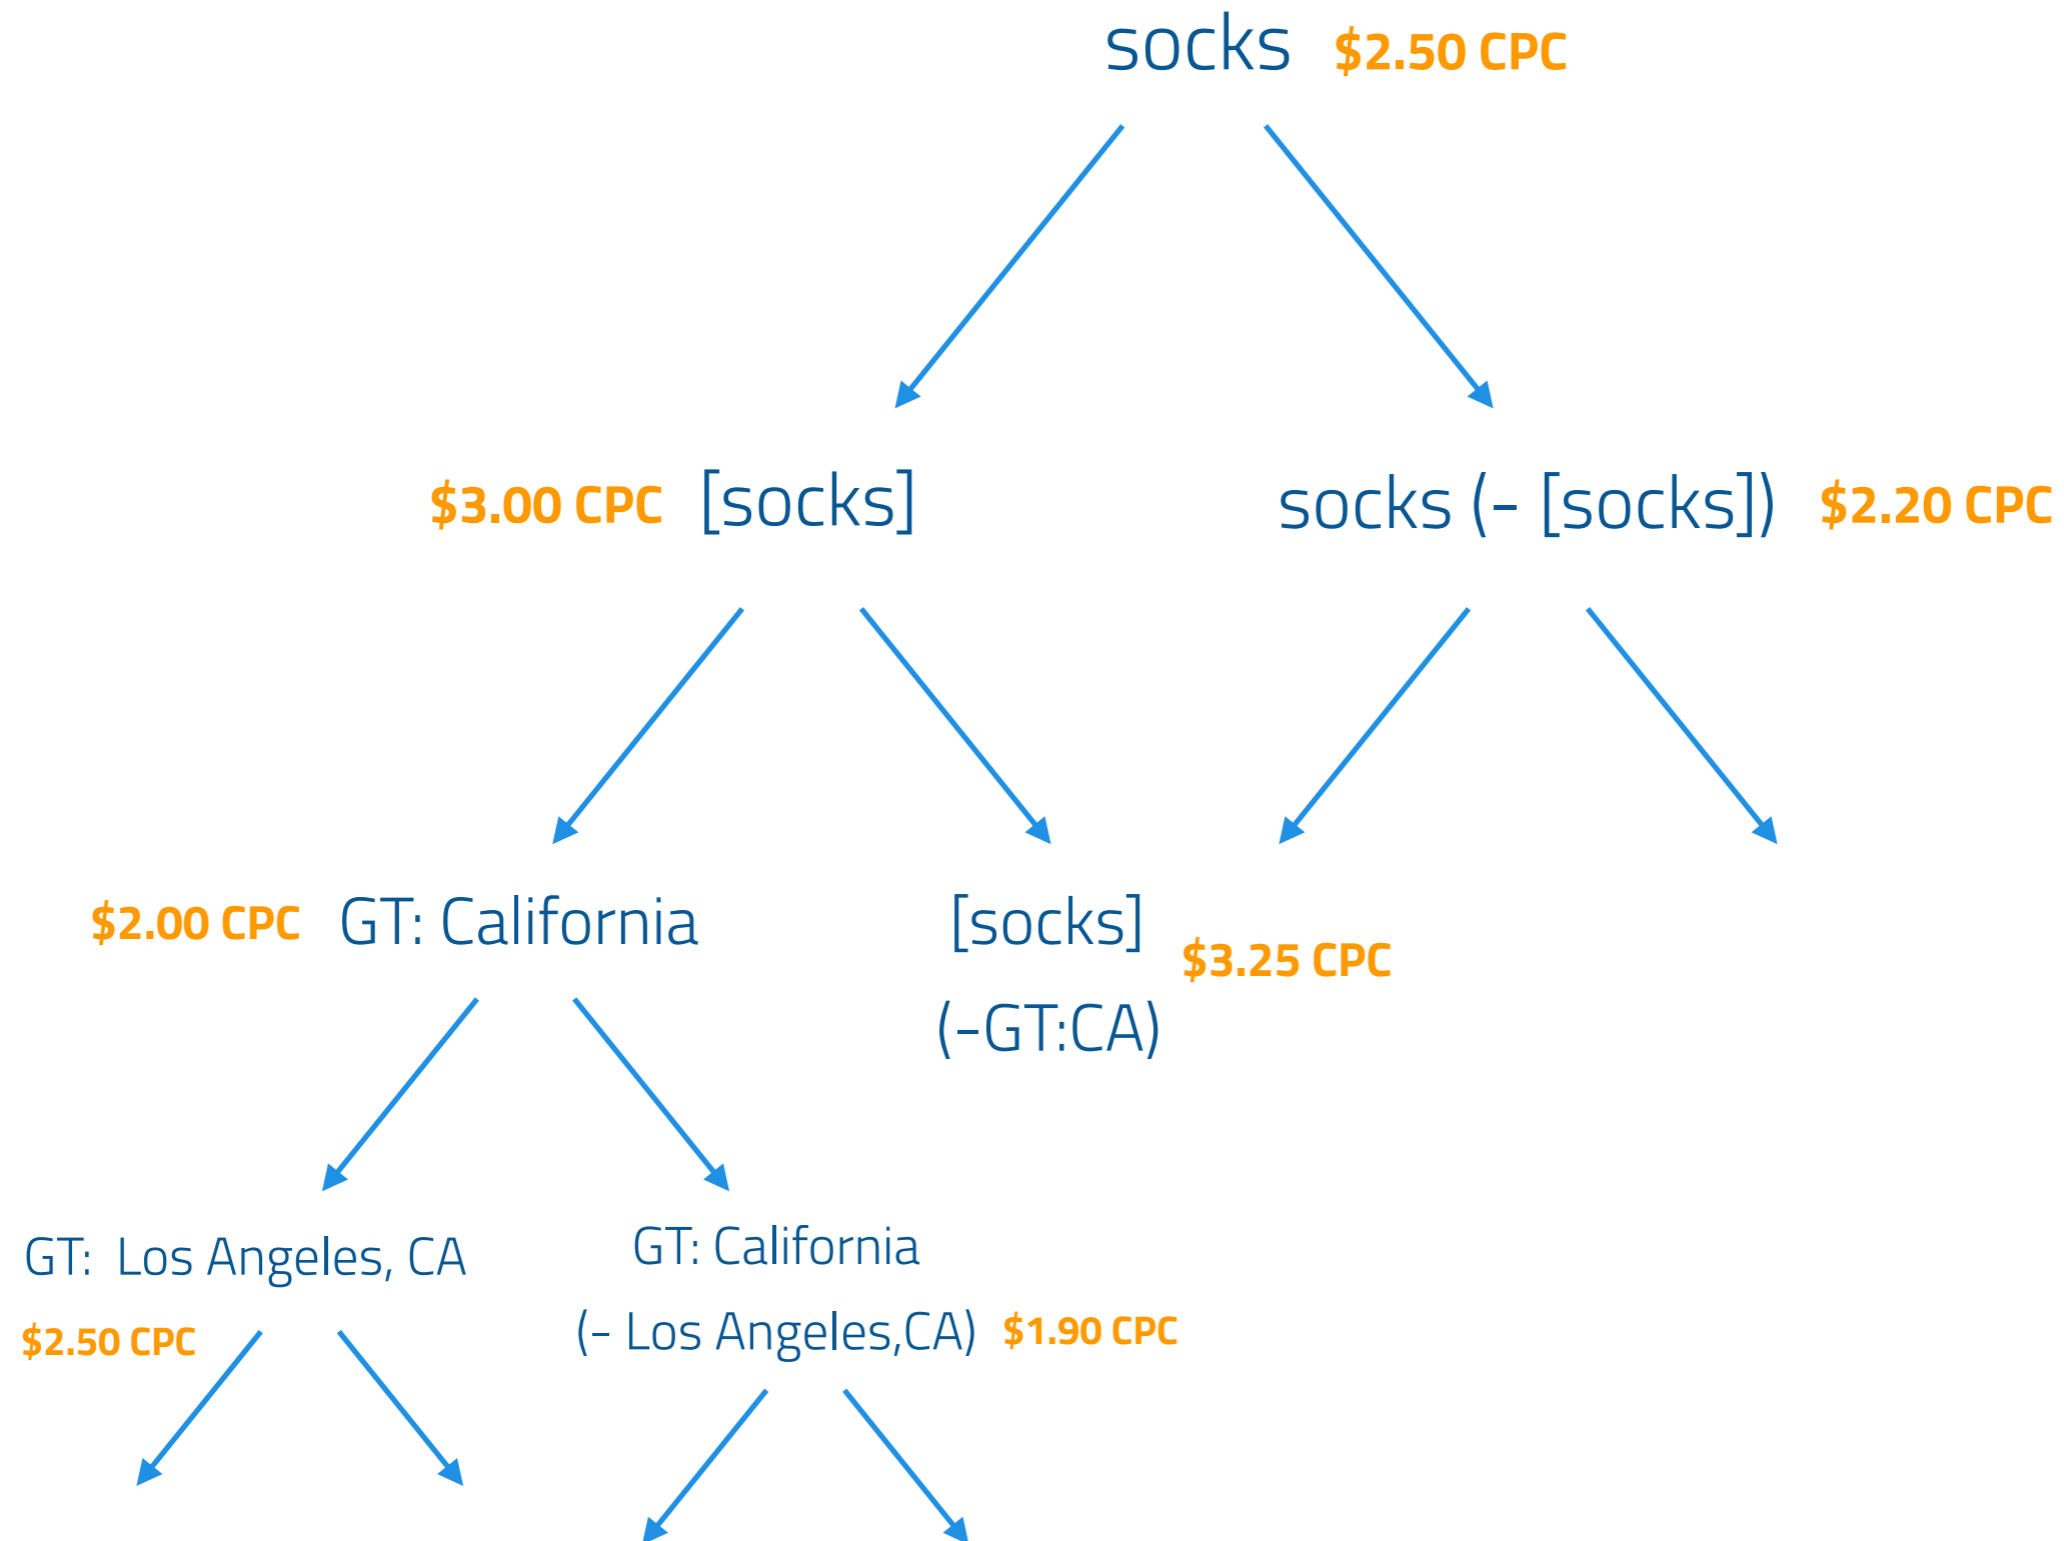 socks $2.50 CPC
$3.00 CPC [socks]
socks (- [socks]) $2.20 CPC
$2.00 CPC GT: California
[socks]
(-GT:CA)
$3.25 CPC
GT: Los Angeles, CA
$2.50 CPC
GT: California
(- Los Angeles,CA) $1.90 CPC